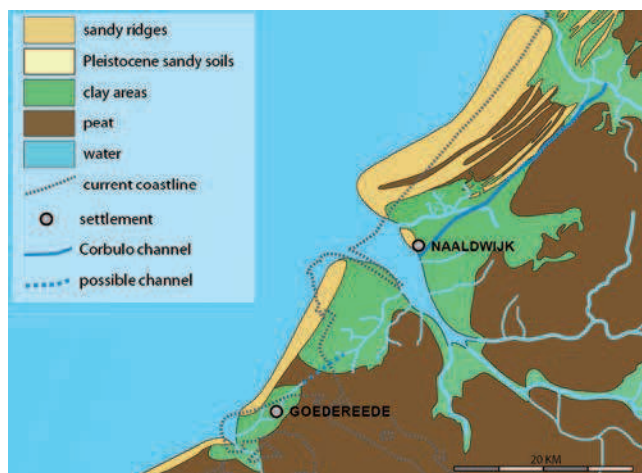 sandy ridges
Pleistocene sandy soils
clay areas
peat
water
current coastline
settlement
Corbulo channel
possible channel
NAALDWIJK
GOEDEREEDE
20 KM